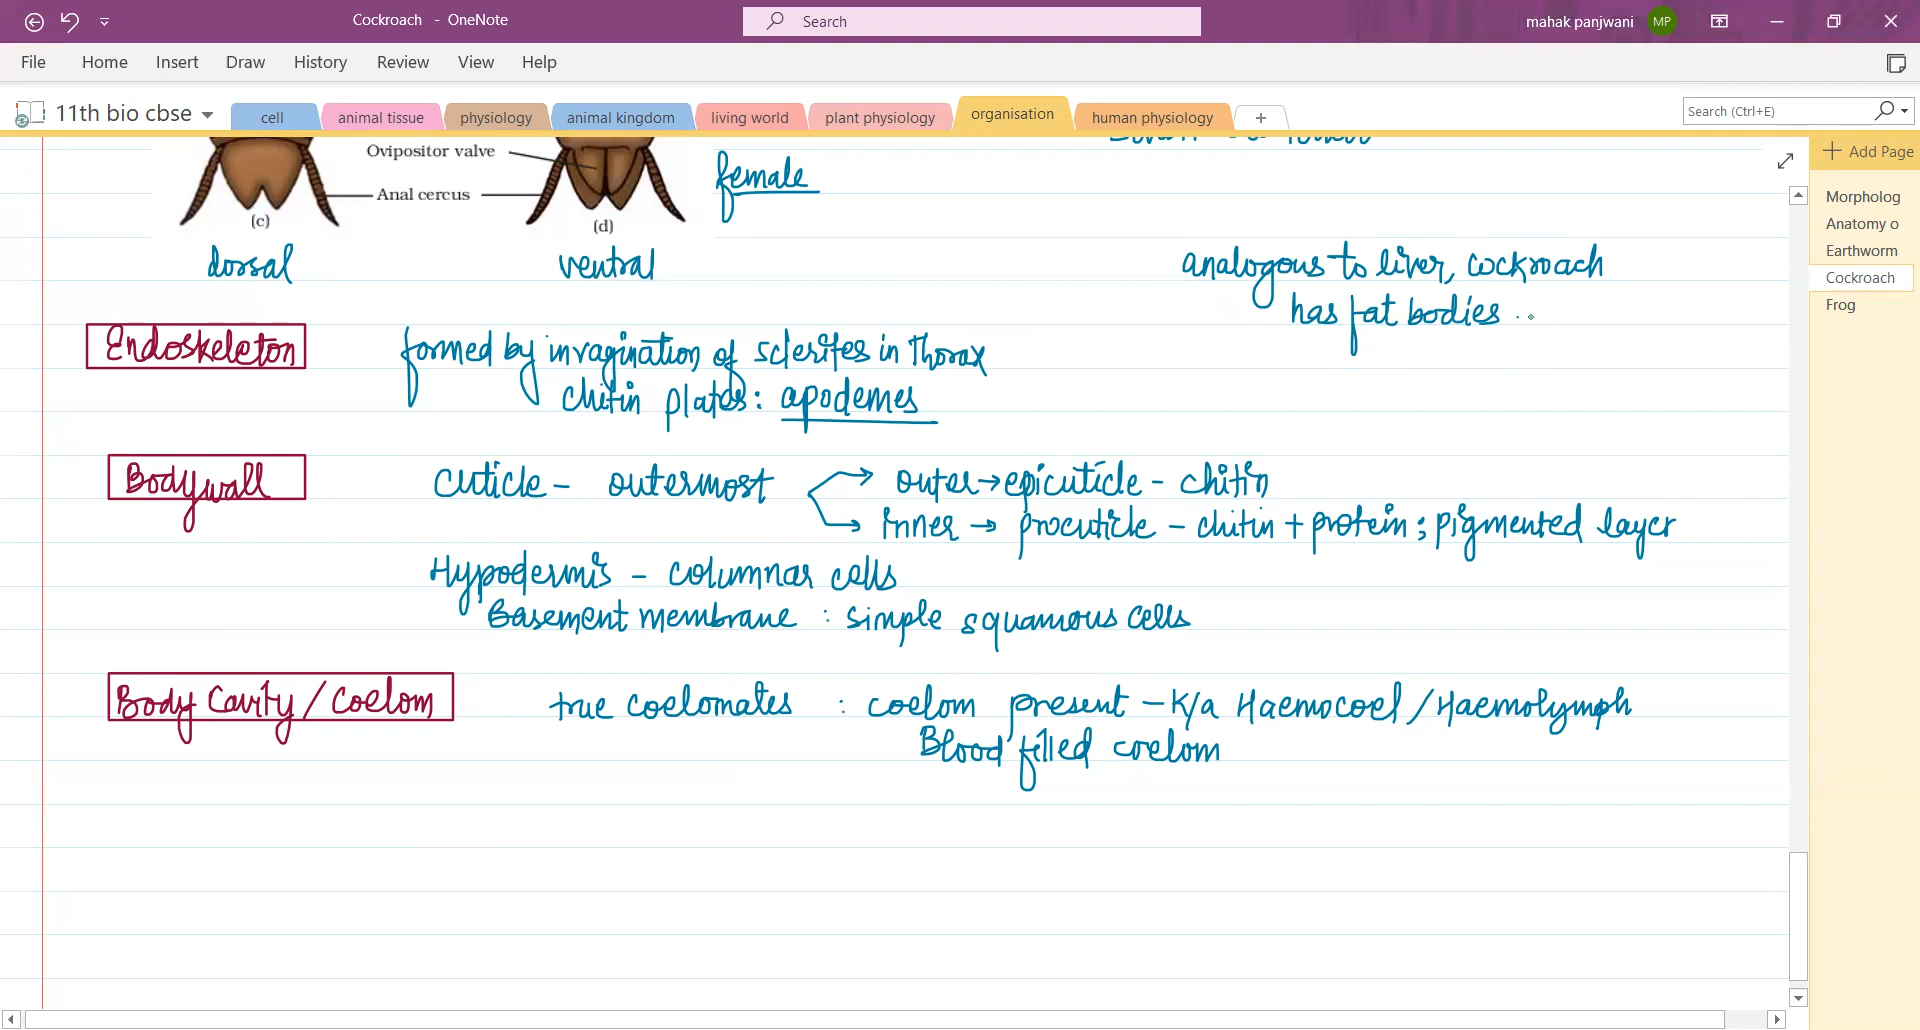 Cockroach - OneNote
Search
mahak panjwani MP
File Home Insert Draw History Review View Help
11th bio cbse
cell animal tissue physiology animal kingdom living world plant physiology organisation human physiology +
Search (Ctrl+E)
Add Page
Morpholog
Anatomy o
Earthworm
Cockroach
Frog
Ovipositor valve
Anal cercus
(c)
(d)
female
dorsal
ventral
analogous to liver, cockroach
has fat bodies
Endoskeleton
formed by invagination of sclerites in Thorax
chitin plates: apodemes
Body wall
cuticle - outermost
outer → epicuticle - chitin
inner → procuticle - chitin + protein ; pigmented layer
Hypodermis - columnar cells
Basement membrane : simple squamous cells
Body Cavity / Coelom
true coelomates : coelom present - K/a Haemocoel / Haemolymph
Blood filled coelom